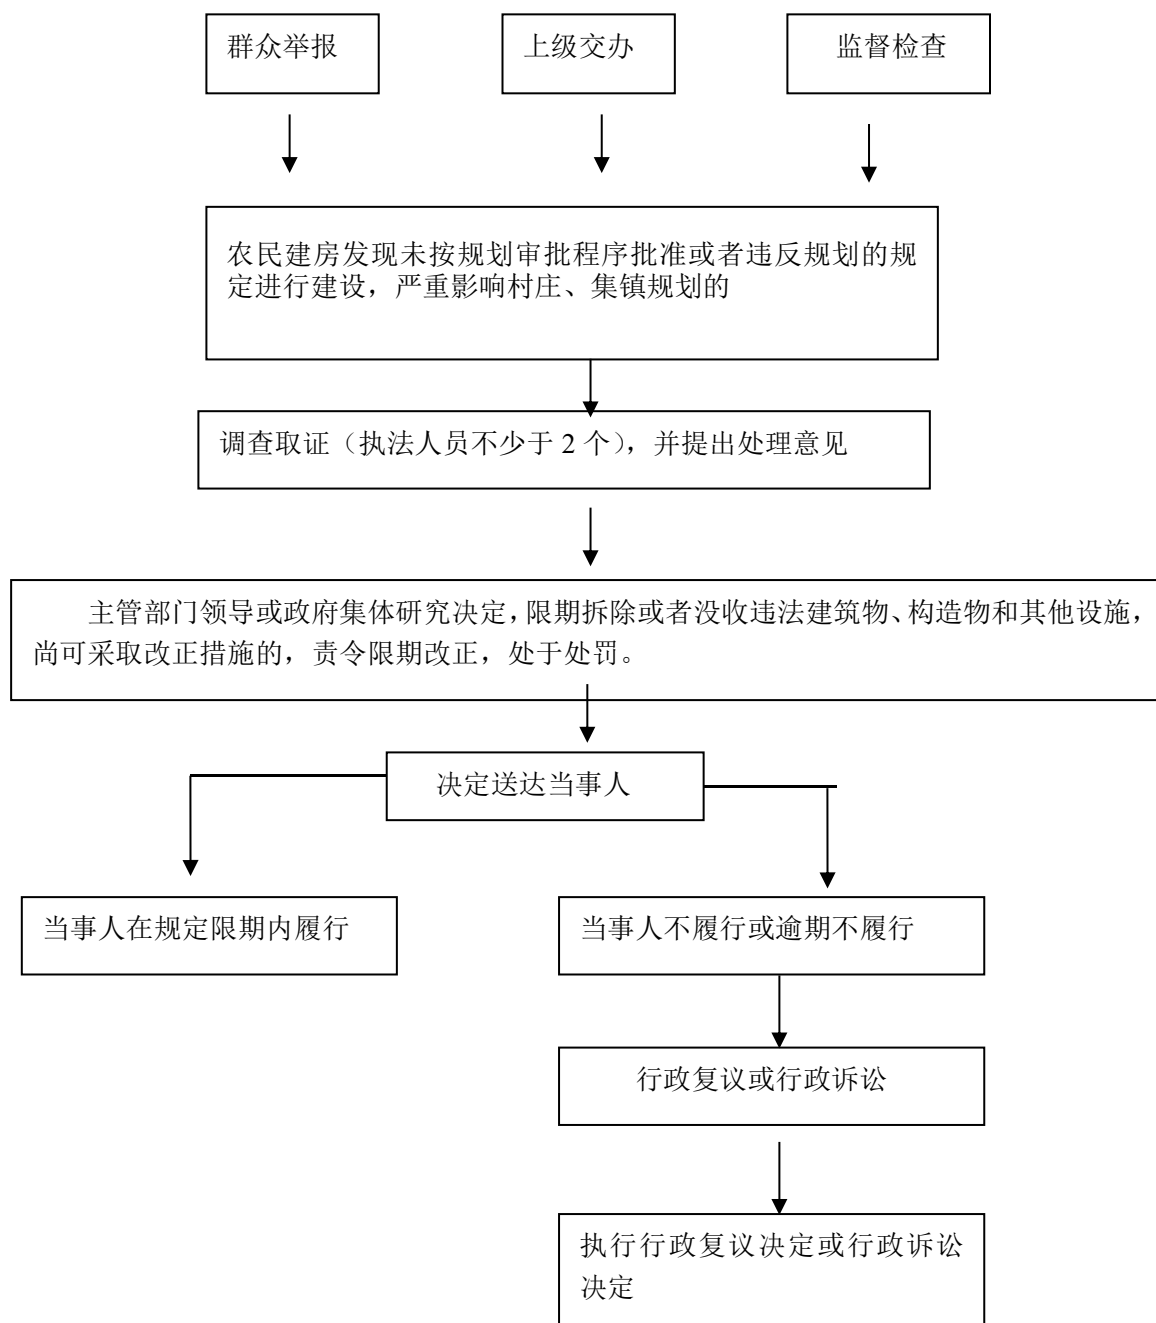 群众举报
上级交办
监督检查
农民建房发现未按规划审批程序批准或者违反规划的规
定进行建设，严重影响村庄、集镇规划的
调查取证（执法人员不少于 2 个），并提出处理意见
主管部门领导或政府集体研究决定，限期拆除或者没收违法建筑物、构造物和其他设施，
尚可采取改正措施的，责令限期改正，处于处罚。
决定送达当事人
当事人在规定限期内履行
当事人不履行或逾期不履行
行政复议或行政诉讼
执行行政复议决定或行政诉讼
决定